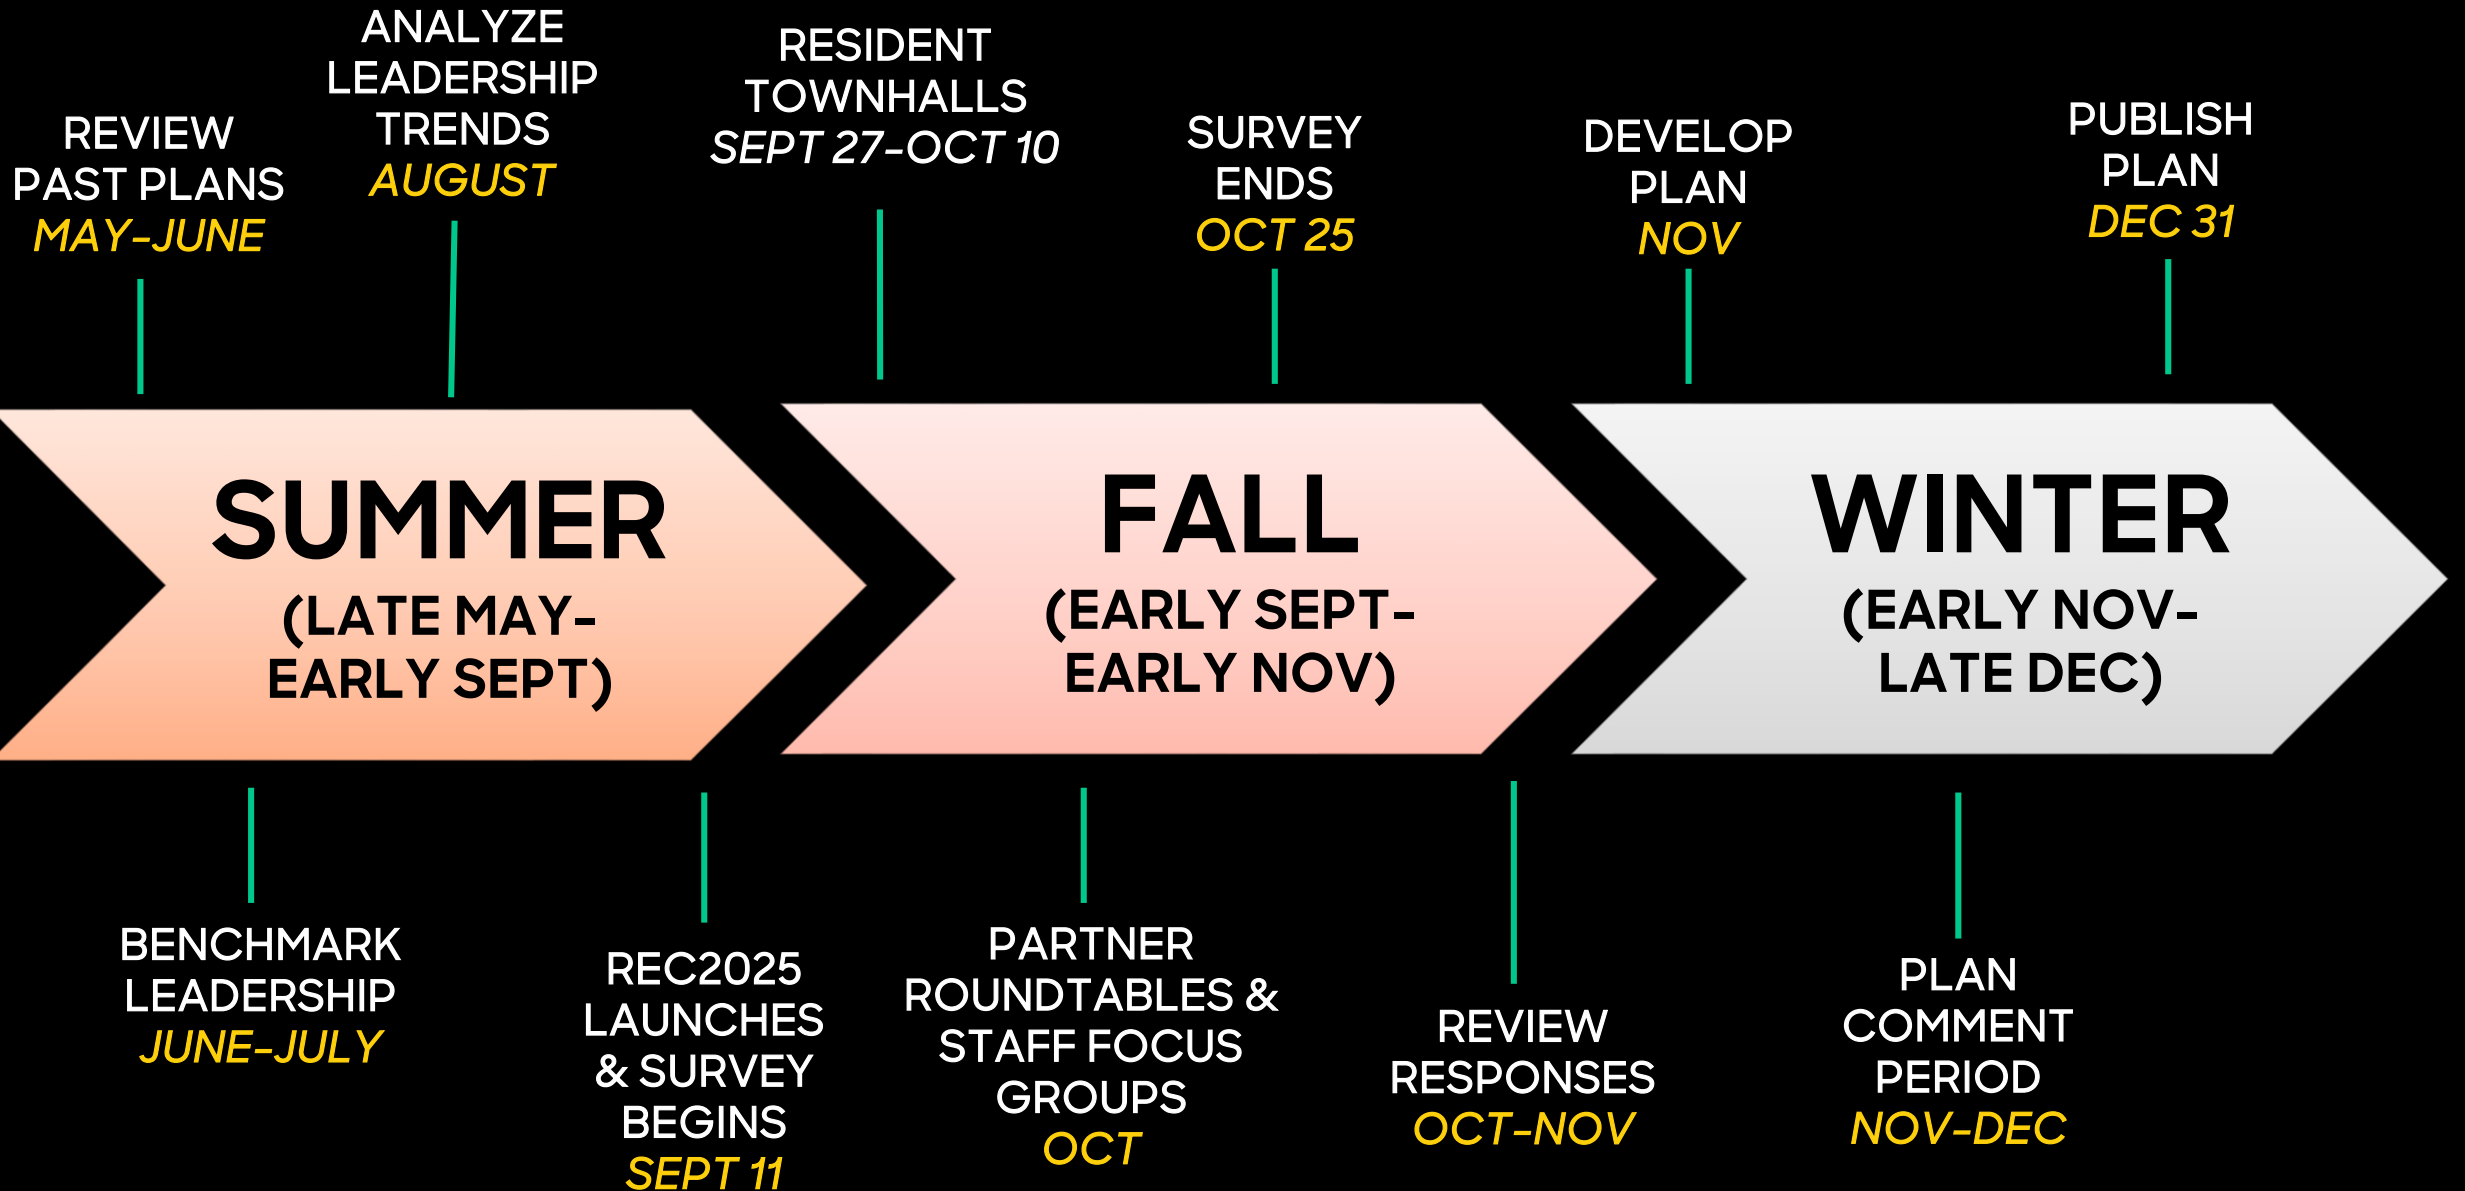 REVIEW
PAST PLANS
MAY-JUNE
ANALYZE
LEADERSHIP
TRENDS
AUGUST
RESIDENT
TOWNHALLS
SEPT 27-OCT 10
SURVEY
ENDS
OCT 25
DEVELOP
PLAN
NOV
PUBLISH
PLAN
DEC 31
SUMMER
(LATE MAY-
EARLY SEPT)
FALL
(EARLY SEPT-
EARLY NOV)
WINTER
(EARLY NOV-
LATE DEC)
BENCHMARK
LEADERSHIP
JUNE-JULY
REC2025
LAUNCHES
& SURVEY
BEGINS
SEPT 11
PARTNER
ROUNDTABLES &
STAFF FOCUS
GROUPS
OCT
REVIEW
RESPONSES
OCT-NOV
PLAN
COMMENT
PERIOD
NOV-DEC